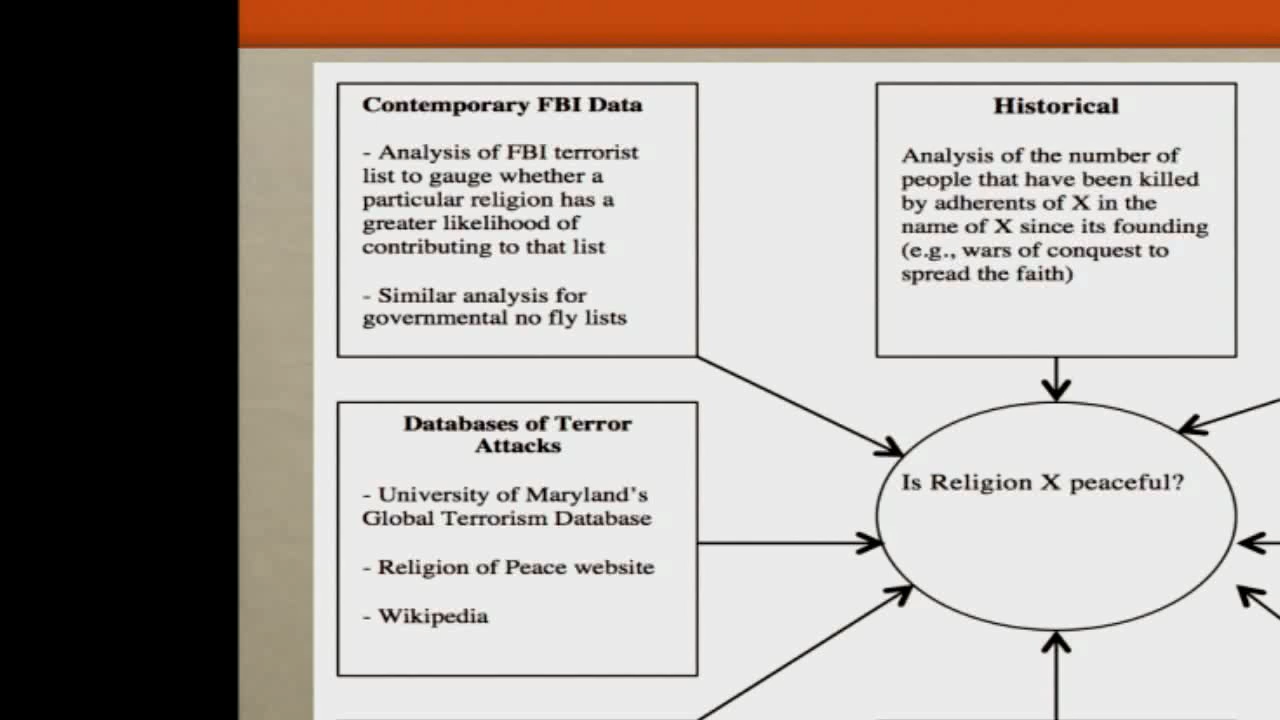 Contemporary FBI Data
- Analysis of FBI terrorist
list to gauge whether a
particular religion has a
greater likelihood of
contributing to that list
- Similar analysis for
governmental no fly lists
Historical
Analysis of the number of
people that have been killed
by adherents of X in the
name of X since its founding
(e.g., wars of conquest to
spread the faith)
Databases of Terror
Attacks
- University of Maryland's
Global Terrorism Database
- Religion of Peace website
- Wikipedia
Is Religion X peaceful?